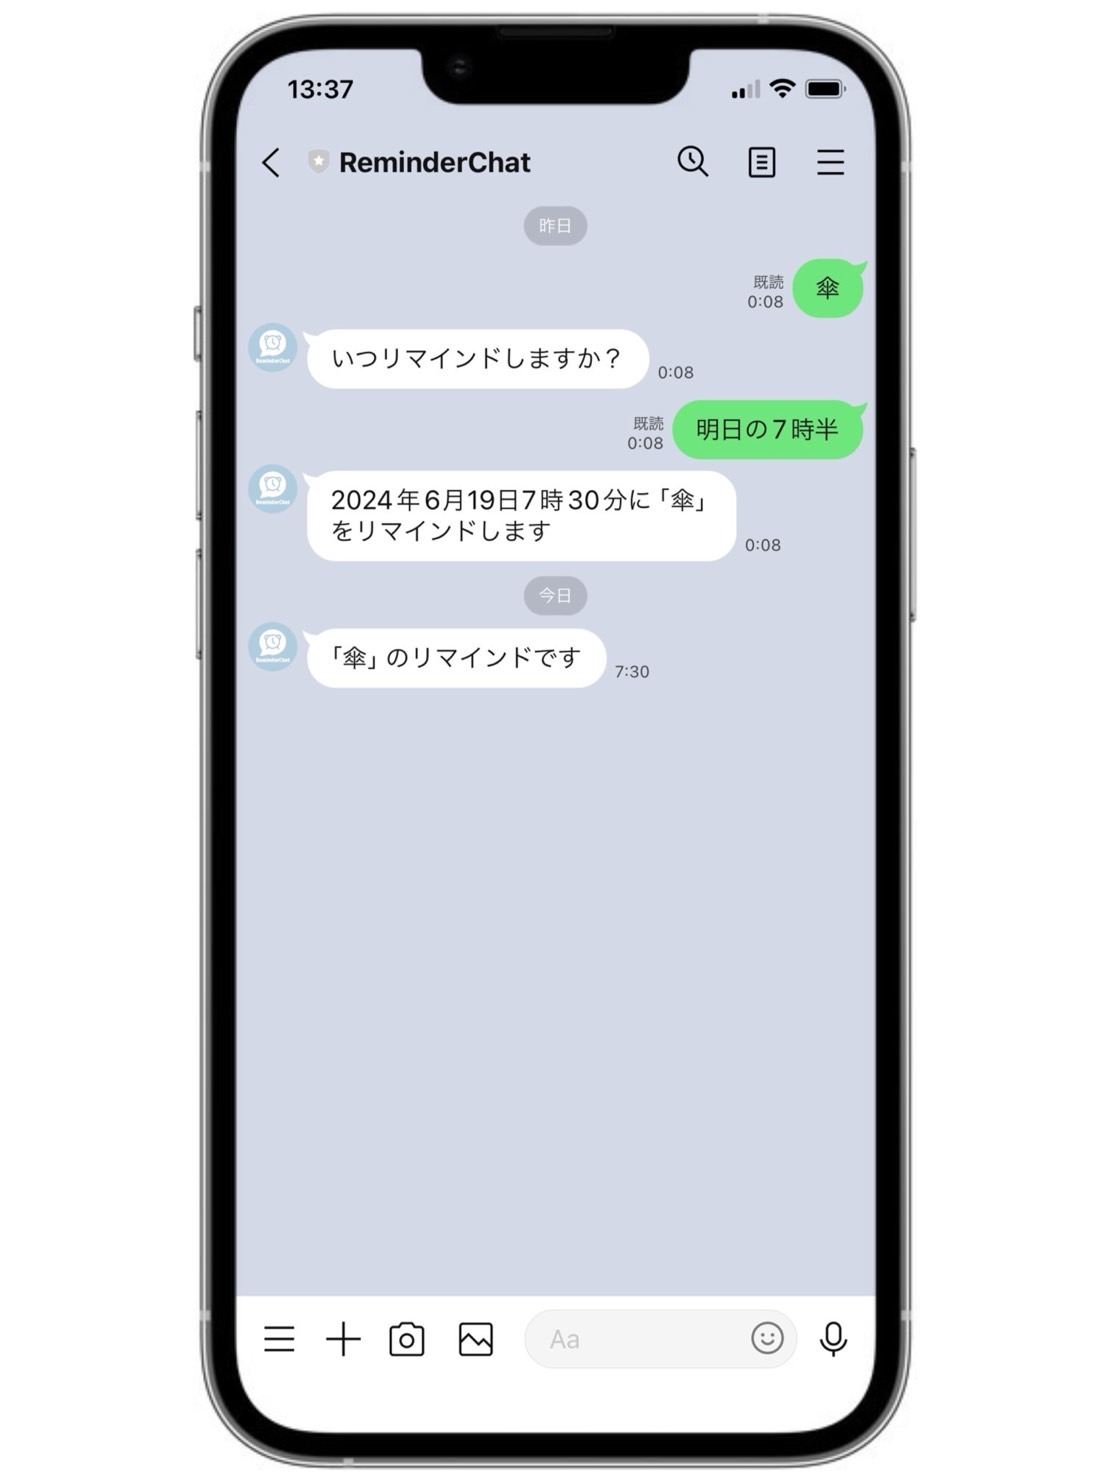 13:37
ReminderChat
昨日
傘
既読
0:08
いつリマインドしますか？
0:08
明日の7時半
既読
0:08
2024年6月19日7時30分に「傘」
をリマインドします
0:08
今日
「傘」のリマインドです
7:30
Aa
ReminderChat
ReminderChat
ReminderChat